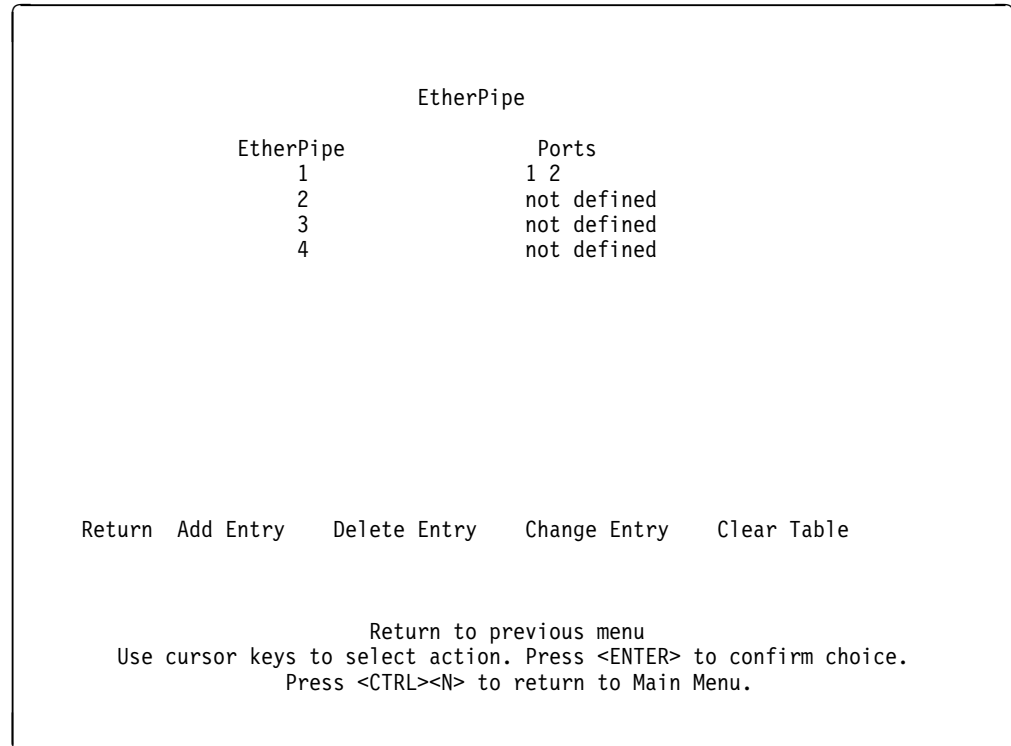 EtherPipe
EtherPipe Ports
1 1 2
2 not defined
3 not defined
4 not defined
Return Add Entry Delete Entry Change Entry Clear Table
Return to previous menu
Use cursor keys to select action. Press <ENTER> to confirm choice.
Press <CTRL><N> to return to Main Menu.